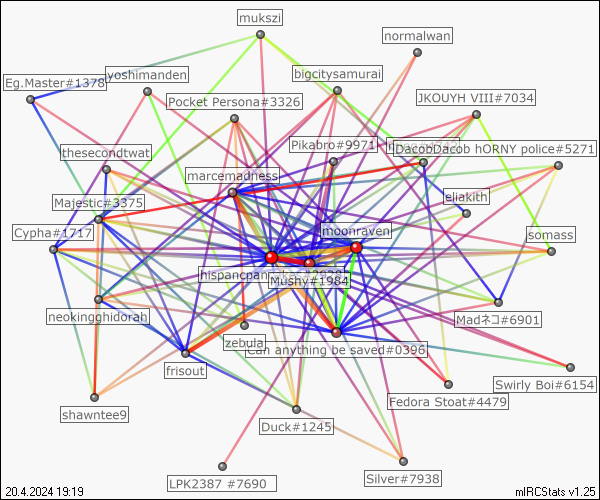 mukszi
normalwan
Eg.Master#1378
yoshimanden
bigcitysamurai
Pocket Persona#3326
JKOUYH VIII#7034
Pikabro#9971
DacobDacob hORNY police#5271
thesecondtwat
marcemadness
Majestic#3375
eliakith
Cypha#1717
moonraven
isomass
hispancpan
Mushy#1984
neokingghidorah
Madネコ#6901
zebula
Can anything be saved#0396
frisout
Swirly Boi#6154
shawntee9
Fedora Stoat#4479
Duck#1245
LPK2387 #7690
Silver#7938
20.4.2024 19:19
mIRCStats v1.25